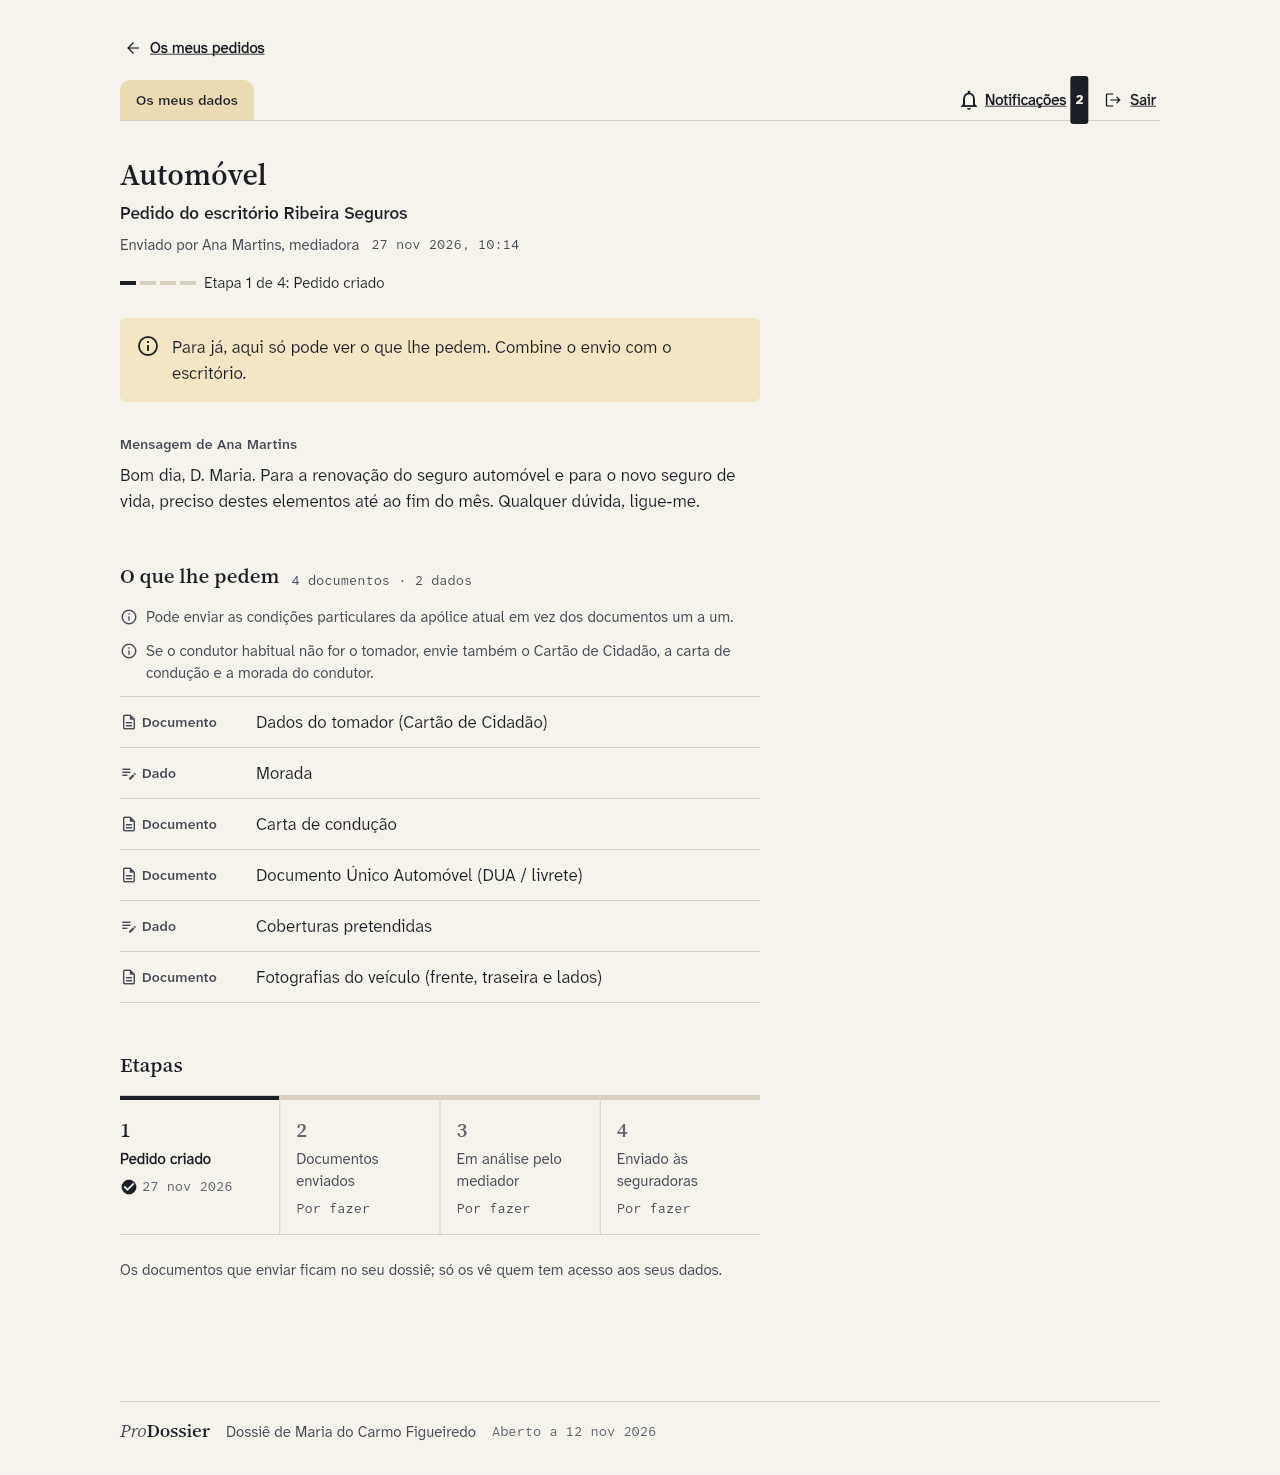 Os meus pedidos
Os meus dados
Notificações 2 Sair
Automóvel
Pedido do escritório Ribeira Seguros
Enviado por Ana Martins, mediadora 27 nov 2026, 10:14
Etapa 1 de 4: Pedido criado
Para já, aqui só pode ver o que lhe pedem. Combine o envio com o
escritório.
Mensagem de Ana Martins
Bom dia, D. Maria. Para a renovação do seguro automóvel e para o novo seguro de
vida, preciso destes elementos até ao fim do mês. Qualquer dúvida, ligue-me.
O que lhe pedem 4 documentos · 2 dados
Pode enviar as condições particulares da apólice atual em vez dos documentos um a um.
Se o condutor habitual não for o tomador, envie também o Cartão de Cidadão, a carta de
condução e a morada do condutor.
Documento Dados do tomador (Cartão de Cidadão)
Dado Morada
Documento Carta de condução
Documento Documento Único Automóvel (DUA / livrete)
Dado Coberturas pretendidas
Documento Fotografias do veículo (frente, traseira e lados)
Etapas
1
Pedido criado
27 nov 2026
2
Documentos
enviados
Por fazer
3
Em análise pelo
mediador
Por fazer
4
Enviado às
seguradoras
Por fazer
Os documentos que enviar ficam no seu dossiê; só os vê quem tem acesso aos seus dados.
ProDossier Dossiê de Maria do Carmo Figueiredo Aberto a 12 nov 2026